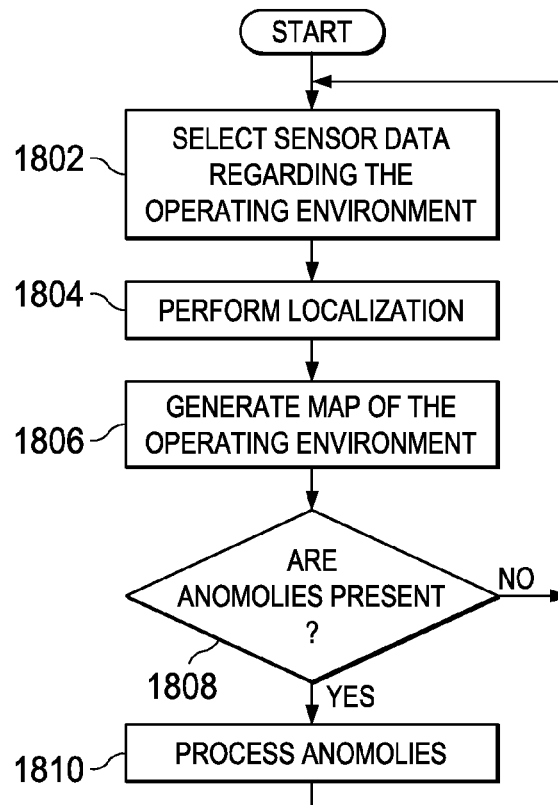 START
1802
SELECT SENSOR DATA
REGARDING THE
OPERATING ENVIRONMENT
1804
PERFORM LOCALIZATION
1806
GENERATE MAP OF THE
OPERATING ENVIRONMENT
ARE
ANOMOLIES PRESENT
?
NO
1808
YES
1810
PROCESS ANOMOLIES